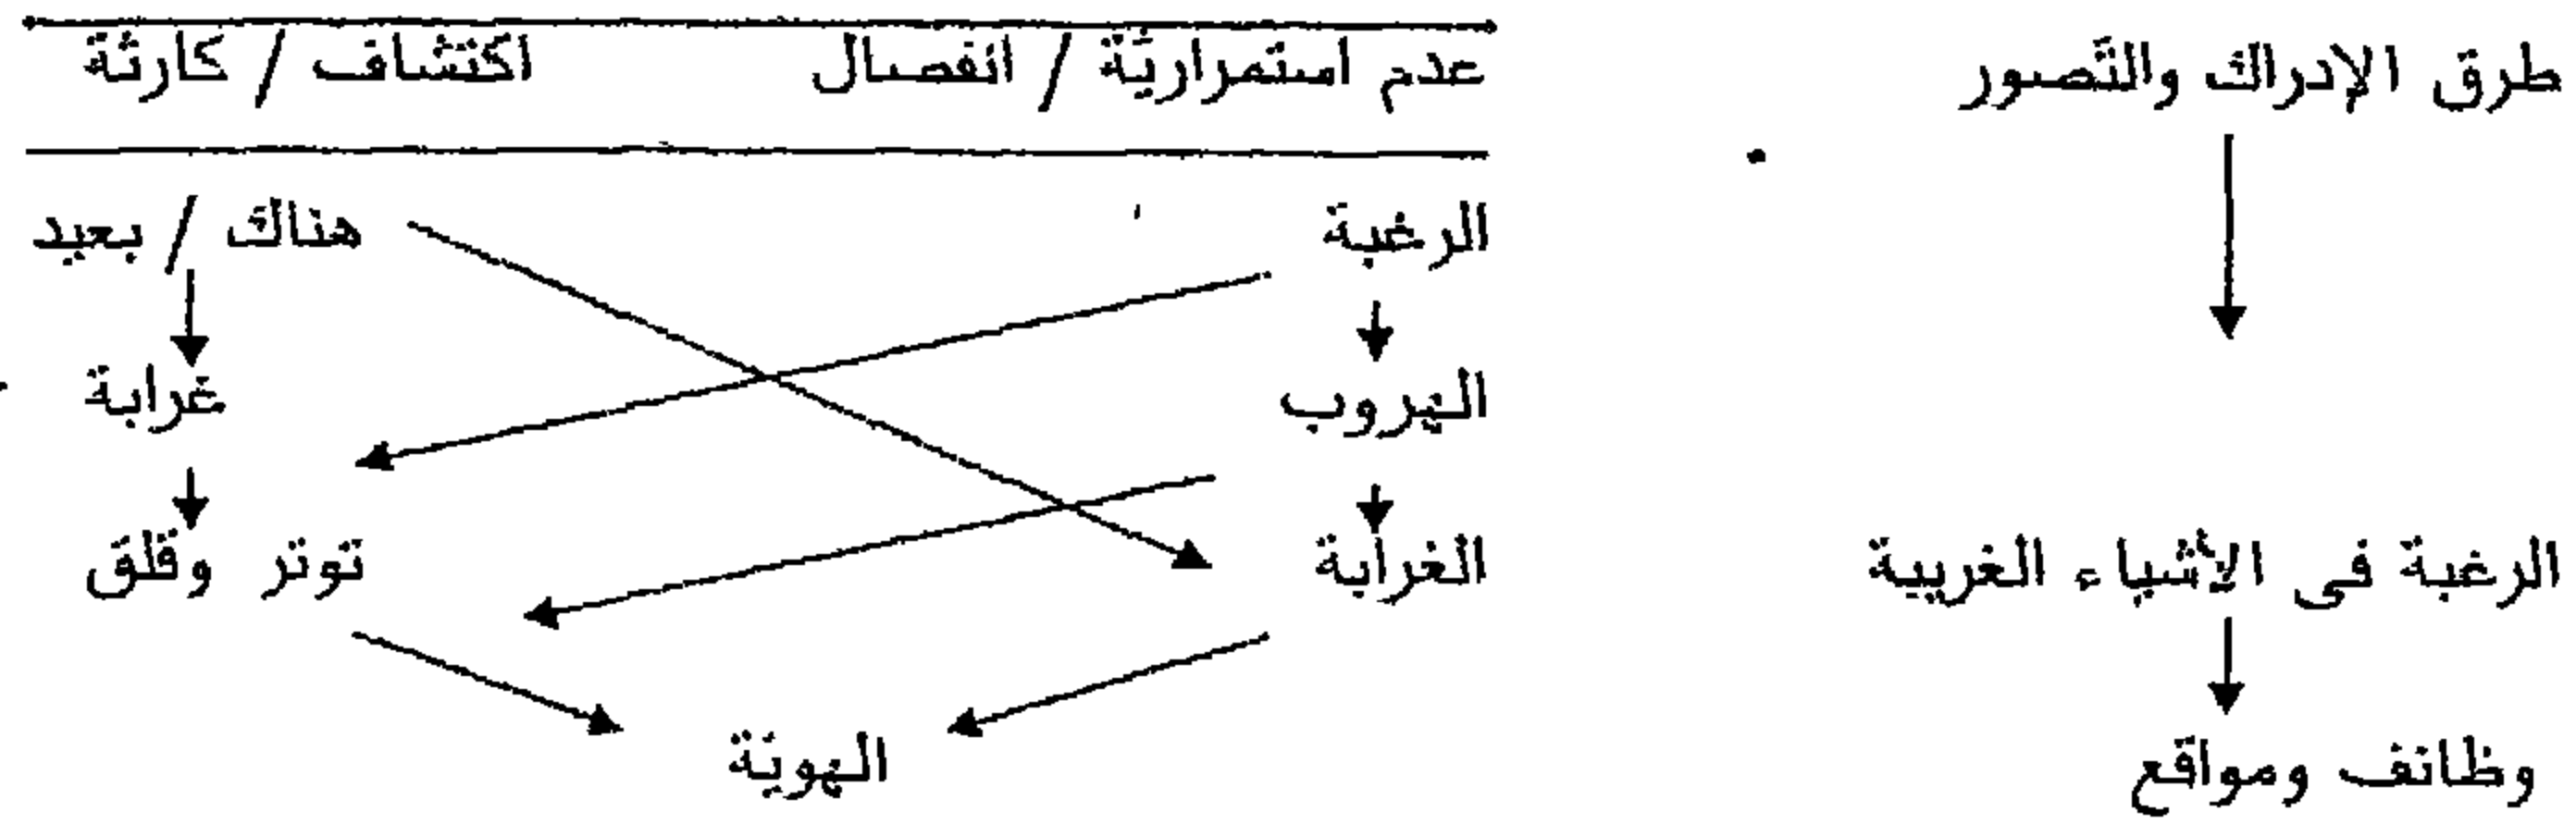 طرق الإدراك والتصور عدم استمرارية / انفصال اكتشاف / كارثة
الرغبة هناك / بعيد
الهروب غرابة
الرغبة فى الأشياء الغريبة الغرابة توتر وقلق
وظائف ومواقع الهوية